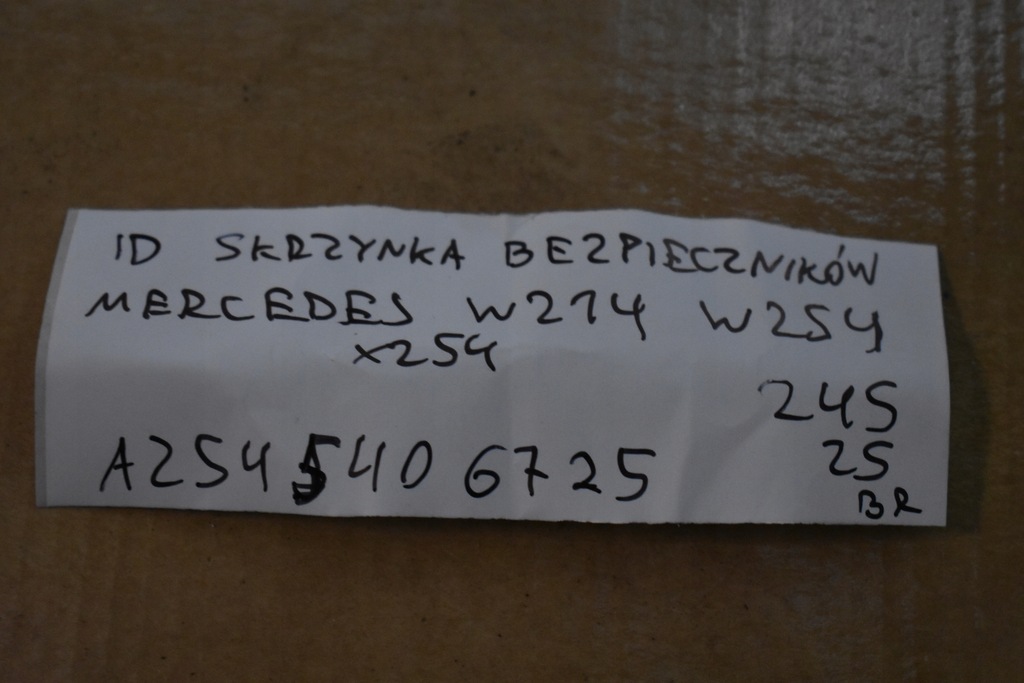 ID SKRZYNKA BEZPIECZNIKÓW
MERCEDES W214 W254
X254
245
25
BR
A254 540 6725